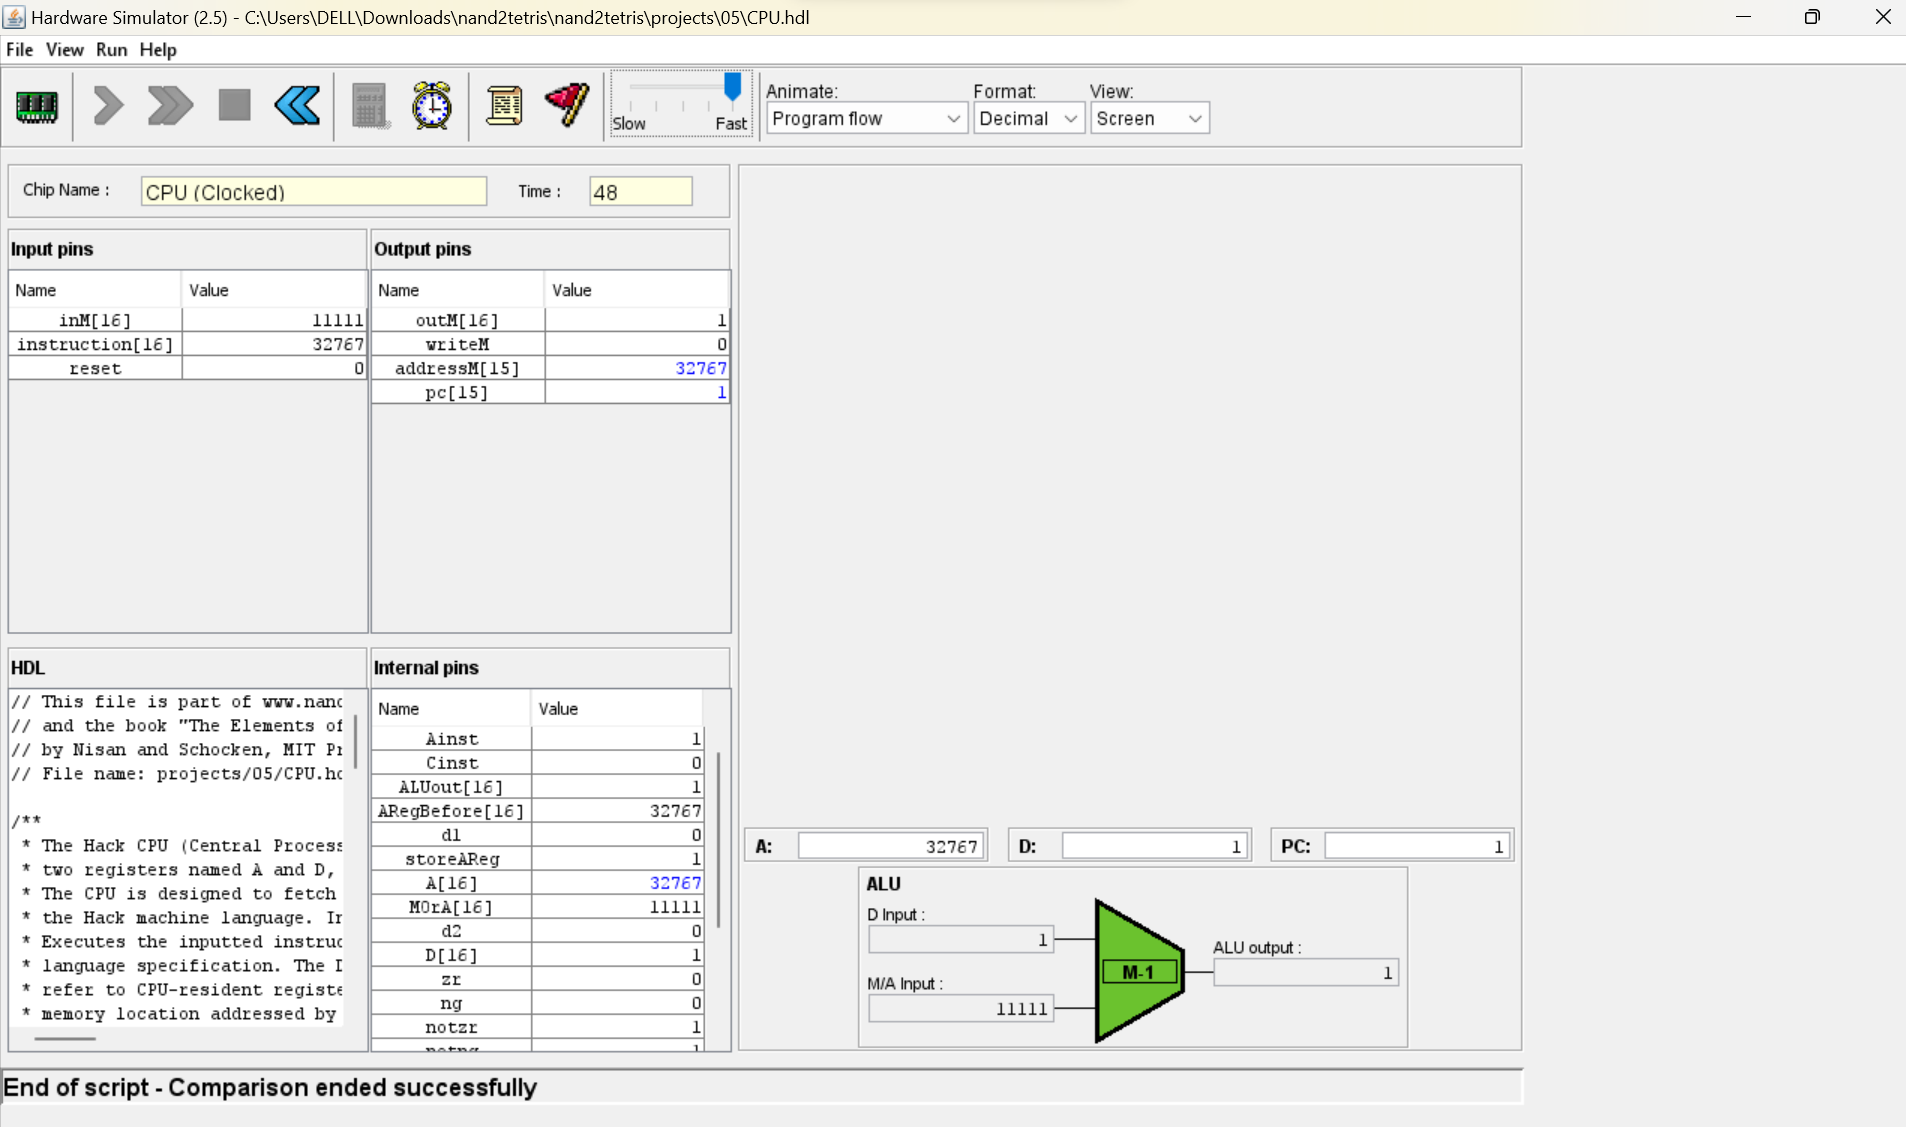 Hardware Simulator (2.5) - C:\Users\DELL\Downloads\nand2tetris\nand2tetris\projects\05\CPU.hdl
File View Run Help
Slow Fast
Animate: Format: View:
Program flow Decimal Screen
Chip Name : CPU (Clocked) Time : 48
Input pins
Name Value
inM[16] 11111
instruction[16] 32767
reset 0
Output pins
Name Value
outM[16] 1
writeM 0
addressM[15] 32767
pc[15] 1
HDL
// This file is part of www.nand
// and the book "The Elements of
// by Nisan and Schocken, MIT Pr
// File name: projects/05/CPU.hd
/**
* The Hack CPU (Central Process
* two registers named A and D,
* The CPU is designed to fetch
* the Hack machine language. In
* Executes the inputted instruc
* language specification. The D
* refer to CPU-resident registe
* memory location addressed by
Internal pins
Name Value
Ainst 1
Cinst 0
ALUout[16] 1
ARegBefore[16] 32767
d1 0
storeAReg 1
A[16] 32767
MOrA[16] 11111
d2 0
D[16] 1
zr 0
ng 0
notzr 1
notng 1
A: 32767 D: 1 PC: 1
ALU
D Input :
1
M/A Input :
11111
M-1
ALU output :
1
End of script - Comparison ended successfully